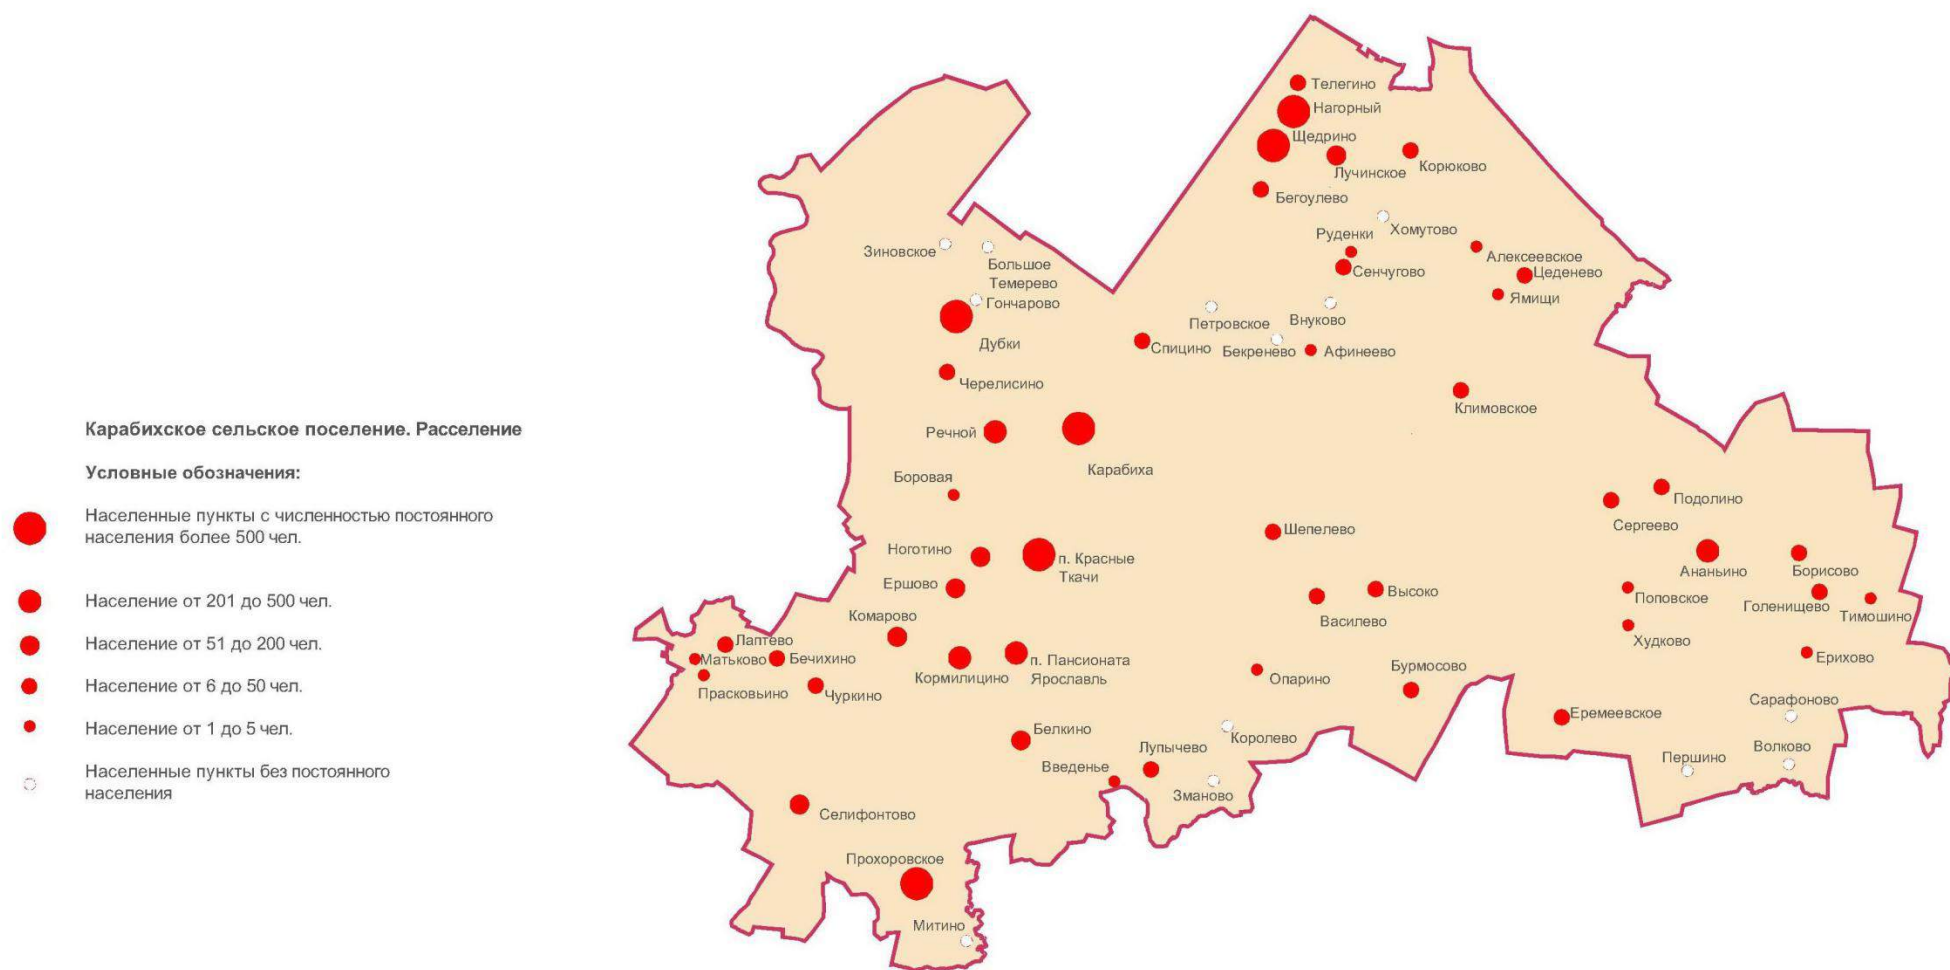 Карабихское сельское поселение. Расселение
Условные обозначения:
Населенные пункты с численностью постоянного
населения более 500 чел.
Население от 201 до 500 чел.
Население от 51 до 200 чел.
Население от 6 до 50 чел.
Население от 1 до 5 чел.
Населенные пункты без постоянного
населения
Телегино
Нагорный
Щедрино
Лучинское
Корюково
Бегоулево
Хомутово
Руденки
Сенчугово
Алексеевское
Цеденево
Ямищи
Зиновское
Большое
Темерево
Гончарово
Дубки
Петровское
Внуково
Спицино
Бекренево
Афинеево
Черелисино
Климовское
Речной
Карабиха
Боровая
Подолино
Сергеево
Шепелево
Ноготино
п. Красные
Ткачи
Ершово
Ананьино
Борисово
Высоко
Василево
Поповское
Голенищево
Тимошино
Комарово
Худково
Лаптево
Матьково
Бечихино
Прасковьино
Чуркино
Кормилицино
п. Пансионата
Ярославль
Опарино
Бурмосово
Ерихово
Еремеевское
Сарафоново
Белкино
Королево
Лупычево
Введенье
Зманово
Першино
Волково
Селифонтово
Прохоровское
Митино